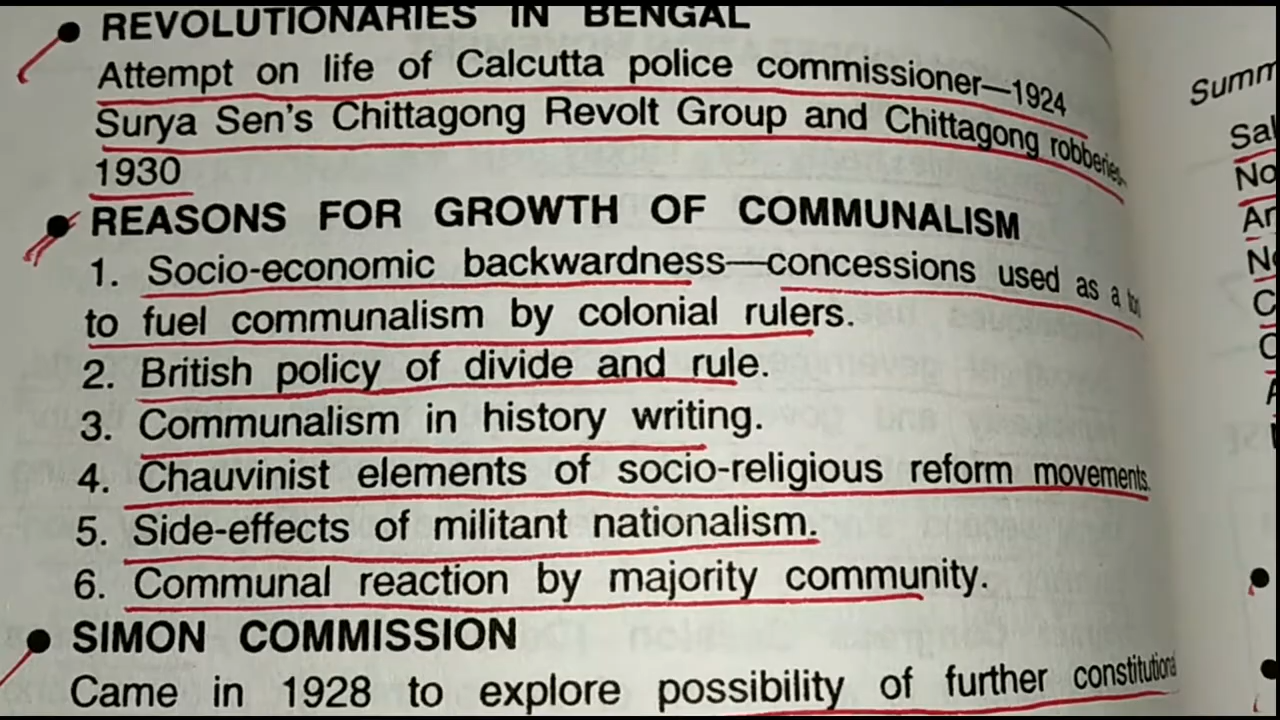 REVOLUTIONARIES IN BENGAL
Attempt on life of Calcutta police commissioner—1924
Surya Sen's Chittagong Revolt Group and Chittagong robberies—
1930
REASONS FOR GROWTH OF COMMUNALISM
1. Socio-economic backwardness—concessions used as a
to fuel communalism by colonial rulers.
2. British policy of divide and rule.
3. Communalism in history writing.
4. Chauvinist elements of socio-religious reform movements.
5. Side-effects of militant nationalism.
6. Communal reaction by majority community.
SIMON COMMISSION
Came in 1928 to explore possibility of further constitutional